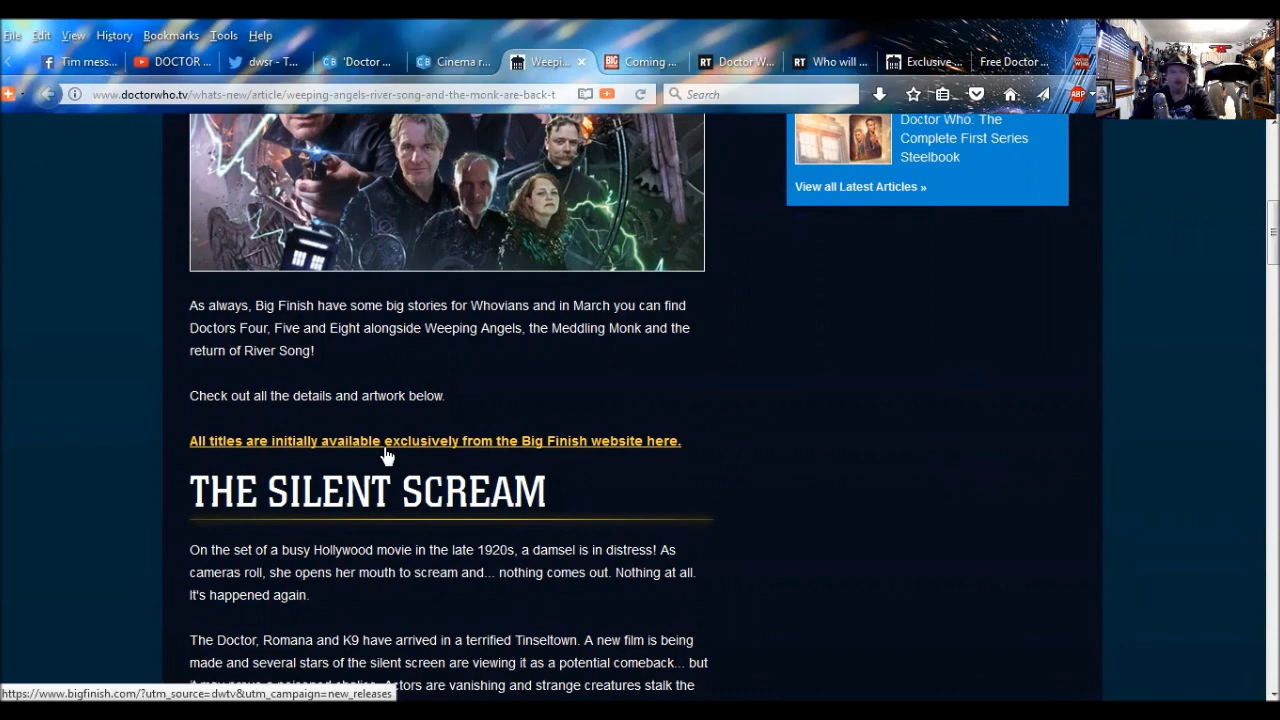 File Edit View History Bookmarks Tools Help
Tim mess... DOCTOR ... dwsr - T... 'Doctor ... Cinema r... Weepi... Coming ... Doctor W... Who will ... Exclusive ... Free Doctor ...
www.doctorwho.tv/whats-new/article/weeping-angels-river-song-and-the-monk-are-back-t Search ABP
Doctor Who: The
Complete First Series
Steelbook
View all Latest Articles »
As always, Big Finish have some big stories for Whovians and in March you can find
Doctors Four, Five and Eight alongside Weeping Angels, the Meddling Monk and the
return of River Song!
Check out all the details and artwork below.
All titles are initially available exclusively from the Big Finish website here.
THE SILENT SCREAM
On the set of a busy Hollywood movie in the late 1920s, a damsel is in distress! As
cameras roll, she opens her mouth to scream and... nothing comes out. Nothing at all.
It's happened again.
The Doctor, Romana and K9 have arrived in a terrified Tinseltown. A new film is being
made and several stars of the silent screen are viewing it as a potential comeback... but
Actors are vanishing and strange creatures stalk the
https://www.bigfinish.com/?utm_source=dwtv&utm_campaign=new_releases